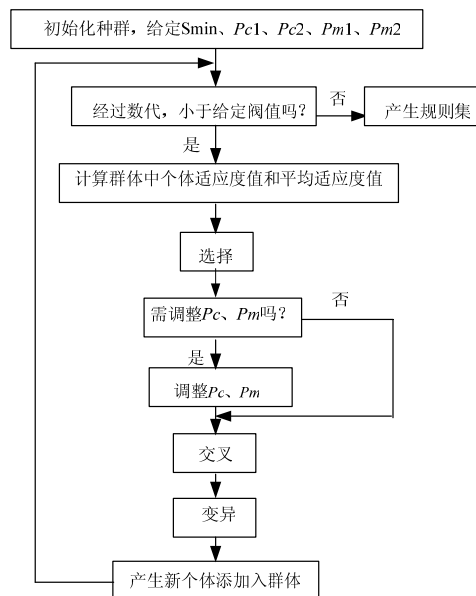 初始化种群，给定Smin、Pc1、Pc2、Pm1、Pm2
经过数代，小于给定阀值吗？
否
产生规则集
是
计算群体中个体适应度值和平均适应度值
选择
需调整Pc、Pm吗？
否
是
调整Pc、Pm
交叉
变异
产生新个体添加入群体